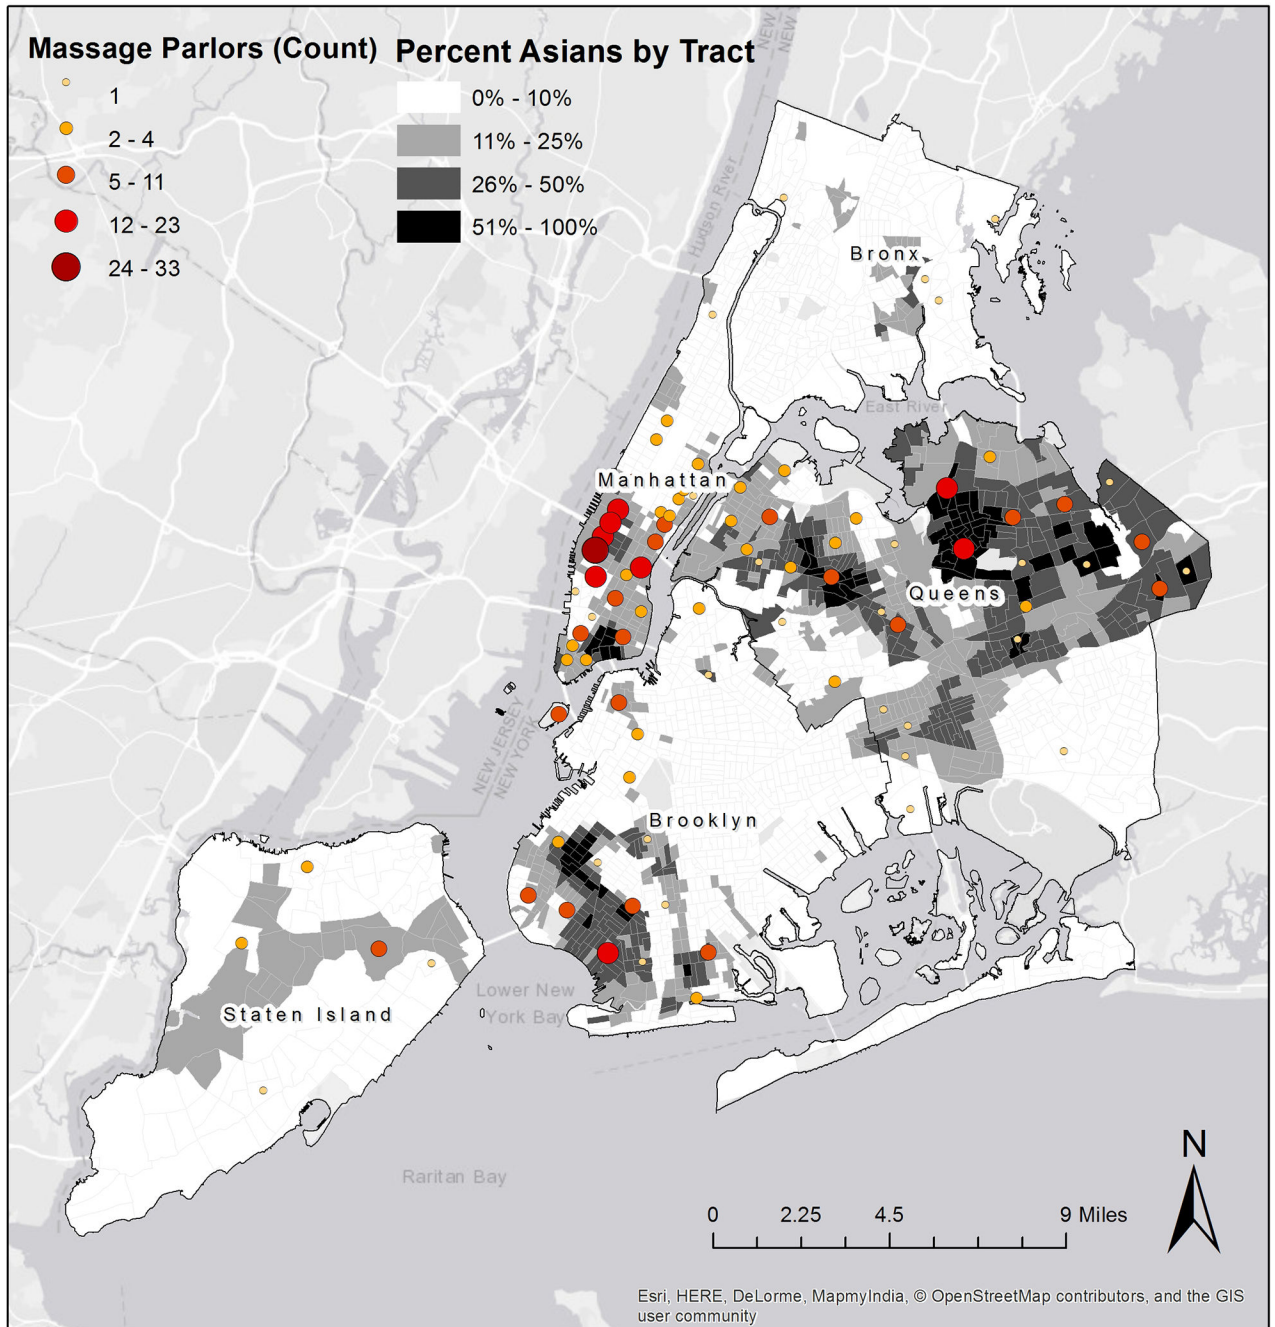 Massage Parlors (Count)
1
2 - 4
5 - 11
12 - 23
24 - 33
Percent Asians by Tract
0% - 10%
11% - 25%
26% - 50%
51% - 100%
NEW
NEW
Hudson River
Bronx
East River
Manhattan
Queens
NEW JERSEY
NEW YORK
Brooklyn
Staten Island
Lower New
York Bay
Raritan Bay
N
0 2.25 4.5 9 Miles
Esri, HERE, DeLorme, MapmyIndia, © OpenStreetMap contributors, and the GIS
user community